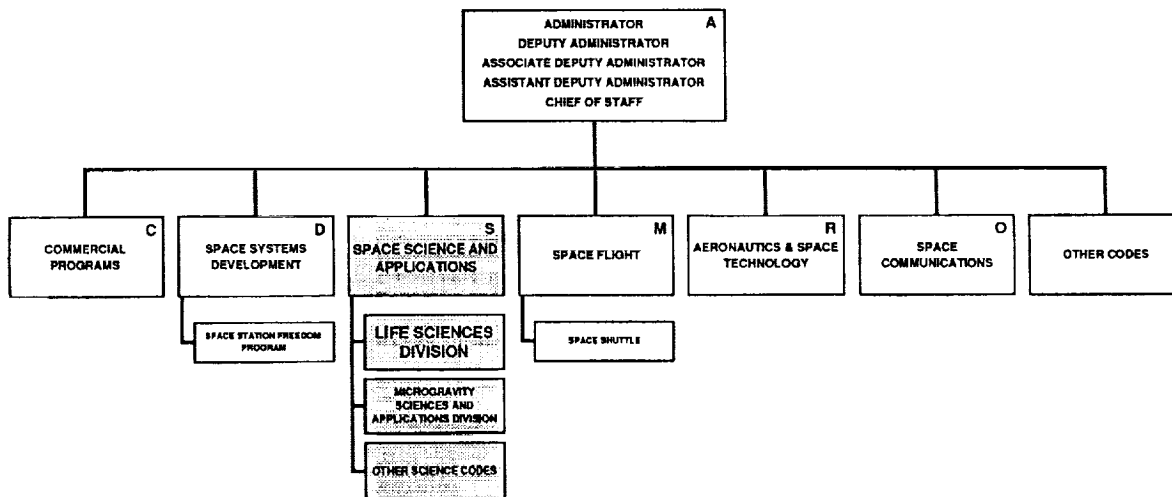 A
ADMINISTRATOR
DEPUTY ADMINISTRATOR
ASSOCIATE DEPUTY ADMINISTRATOR
ASSISTANT DEPUTY ADMINISTRATOR
CHIEF OF STAFF
C
COMMERCIAL
PROGRAMS
D
SPACE SYSTEMS
DEVELOPMENT
S
SPACE SCIENCE AND
APPLICATIONS
M
SPACE FLIGHT
R
AERONAUTICS & SPACE
TECHNOLOGY
O
SPACE
COMMUNICATIONS
OTHER CODES
SPACE STATION FREEDOM
PROGRAM
LIFE SCIENCES
DIVISION
MICROGRAVITY
SCIENCES AND
APPLICATIONS DIVISION
OTHER SCIENCE CODES
SPACE SHUTTLE